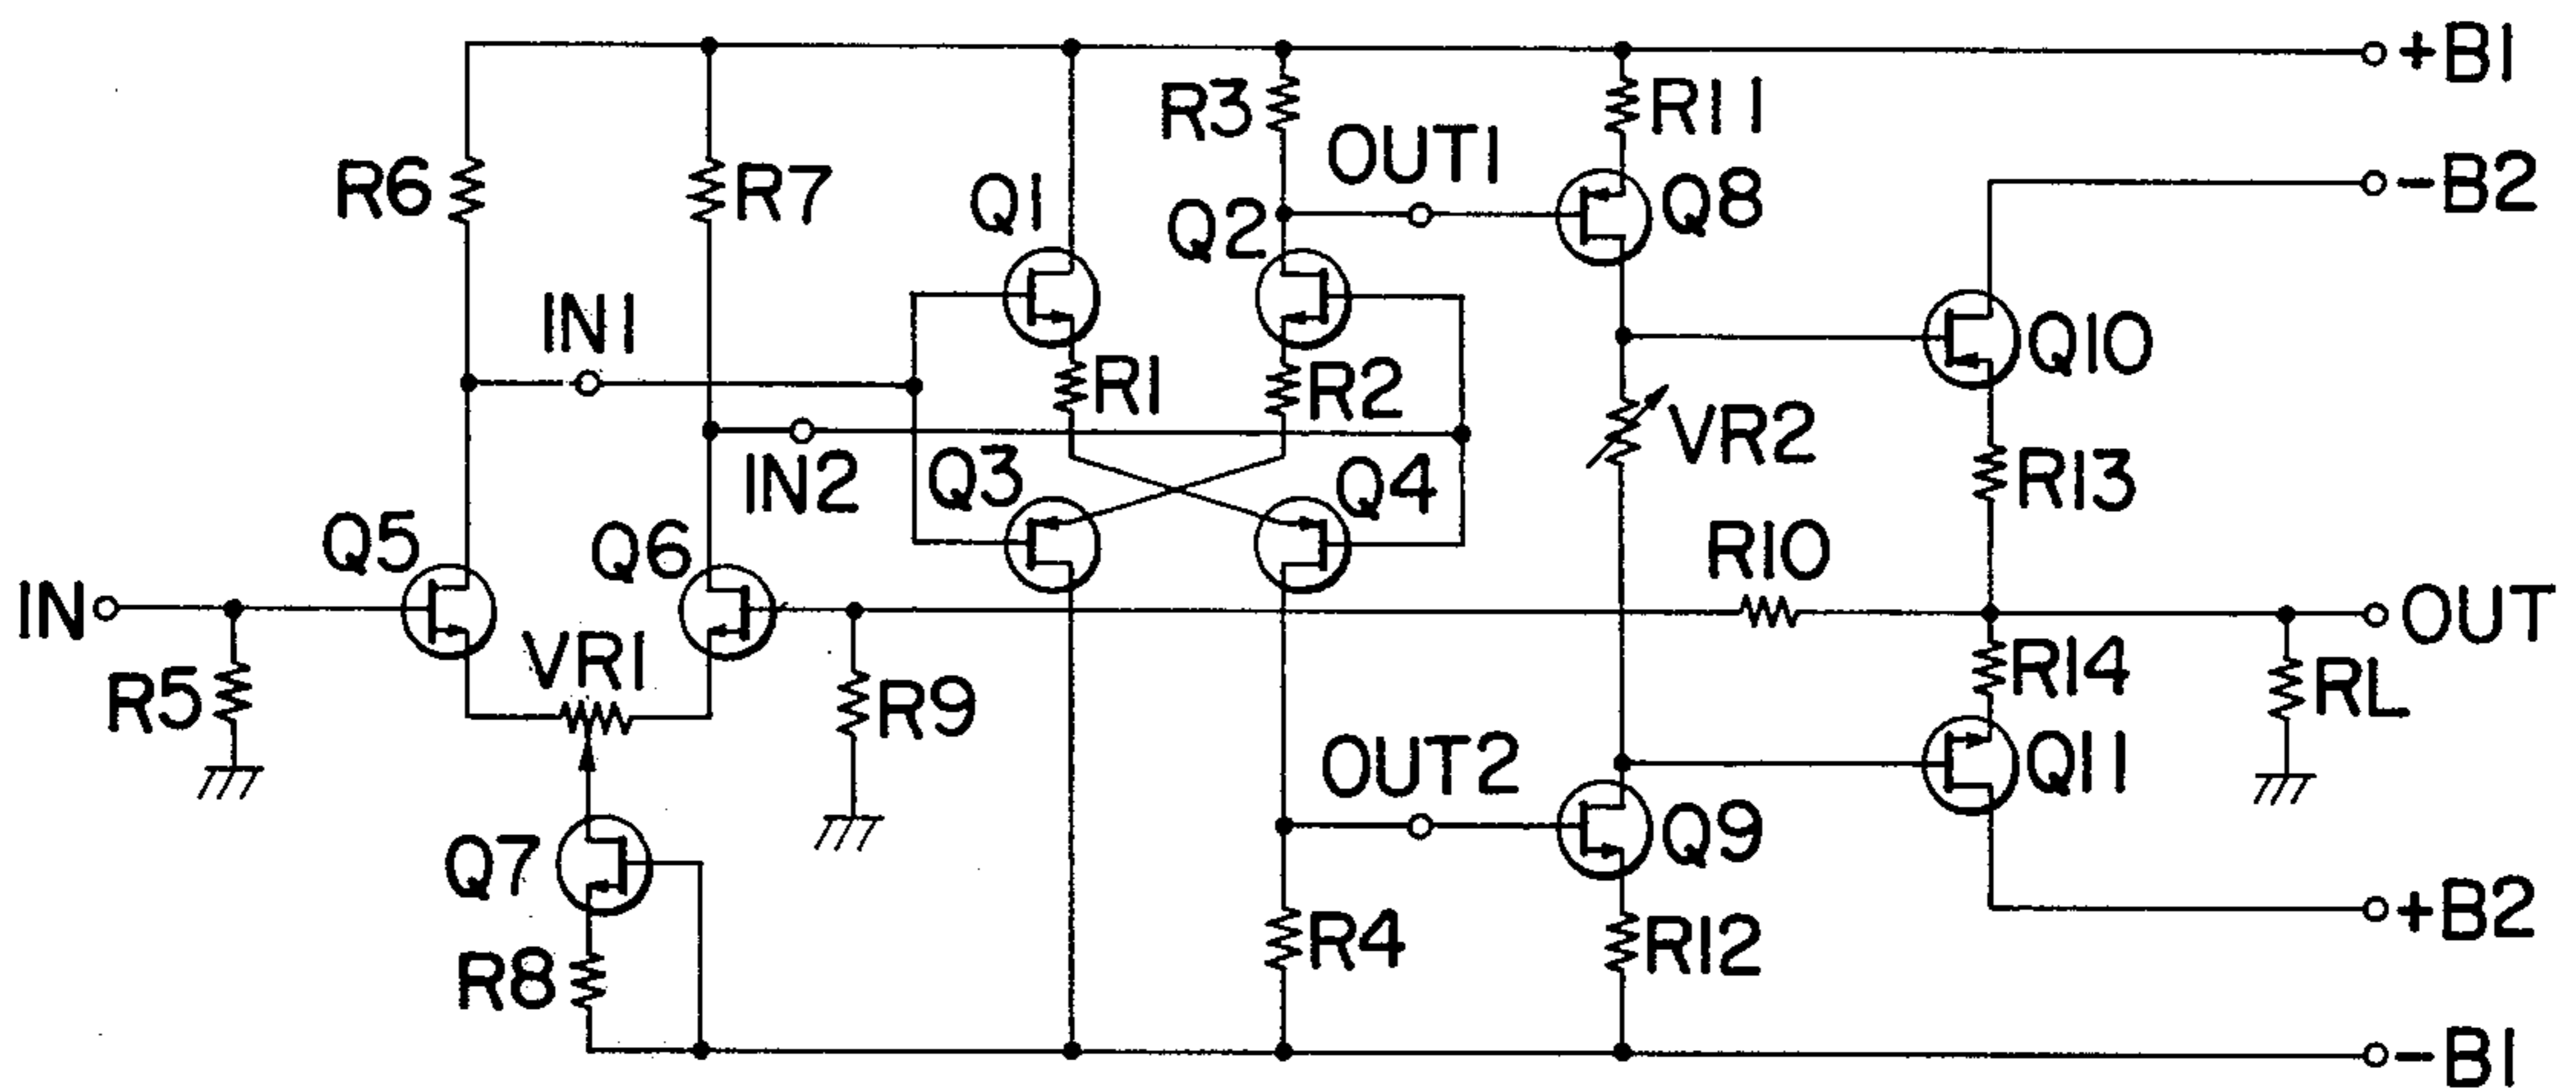 +B1
R3
R11
OUT1
-B2
R6
R7
Q1
Q2
Q8
IN1
Q10
R1
R2
VR2
IN2
Q3
Q4
R13
Q5
Q6
R10
IN
OUT
VR1
R5
R9
R14
RL
OUT2
Q11
Q7
Q9
+B2
R8
R4
R12
-B1